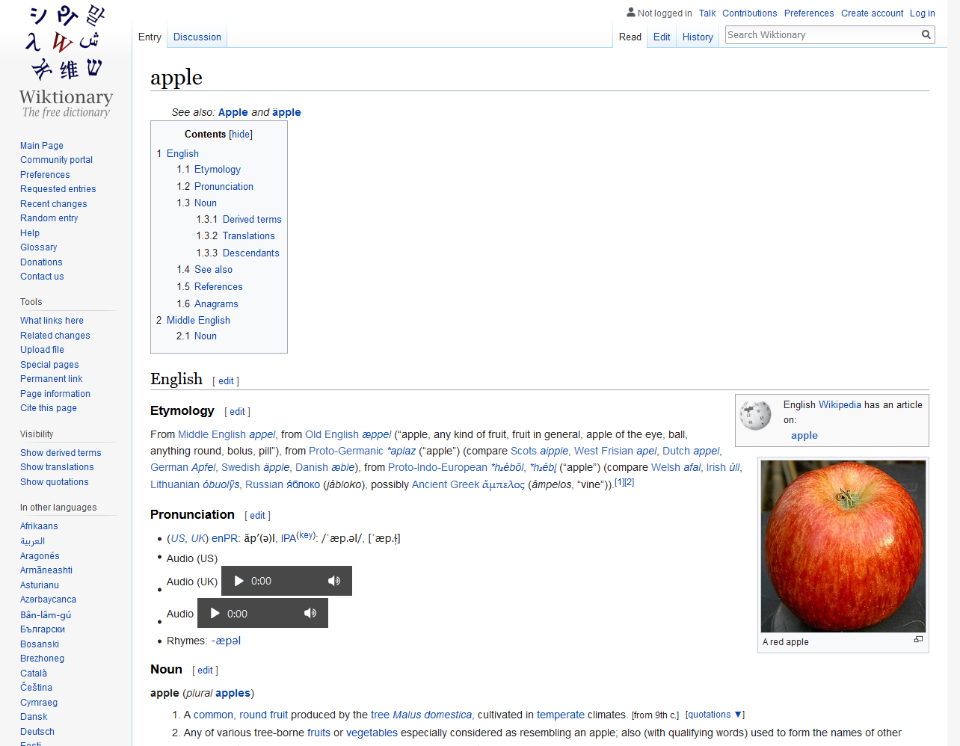 Not logged in Talk Contributions Preferences Create account Log in
Entry Discussion
Read Edit History Search Wiktionary
Wiktionary
The free dictionary
Main Page
Community portal
Preferences
Requested entries
Recent changes
Random entry
Help
Glossary
Donations
Contact us
Tools
What links here
Related changes
Upload file
Special pages
Permanent link
Page information
Cite this page
Visibility
Show derived terms
Show translations
Show quotations
In other languages
Afrikaans
العربية
Aragonés
Armãneashti
Asturianu
Azərbaycanca
Bân-lâm-gú
Български
Bosanski
Brezhoneg
Català
Čeština
Cymraeg
Dansk
Deutsch
apple
See also: Apple and äpple
Contents [hide]
1 English
1.1 Etymology
1.2 Pronunciation
1.3 Noun
1.3.1 Derived terms
1.3.2 Translations
1.3.3 Descendants
1.4 See also
1.5 References
1.6 Anagrams
2 Middle English
2.1 Noun
English [ edit ]
Etymology [ edit ]
From Middle English appel, from Old English æppel (“apple, any kind of fruit, fruit in general, apple of the eye, ball,
anything round, bolus, pill”), from Proto-Germanic *aplaz (“apple”) (compare Scots aipple, West Frisian apel, Dutch appel,
German Apfel, Swedish äpple, Danish æble), from Proto-Indo-European *h₂ébōl, *h₂ébl̥ (“apple”) (compare Welsh afal, Irish úll,
Lithuanian óbuolỹs, Russian я́блоко (jábloko), possibly Ancient Greek ἄμπελος (ámpelos, “vine”)).[1][2]
English Wikipedia has an article
on:
apple
Pronunciation [ edit ]
• (US, UK) enPR: ăp′(ə)l, IPA(key): /ˈæp.əl/, [ˈæp.ɫ̩]
• Audio (US)
• Audio (UK) 0:00
• Audio 0:00
• Rhymes: -æpəl
A red apple
Noun [ edit ]
apple (plural apples)
1. A common, round fruit produced by the tree Malus domestica, cultivated in temperate climates. [from 9th c.] [quotations ▼]
2. Any of various tree-borne fruits or vegetables especially considered as resembling an apple; also (with qualifying words) used to form the names of other